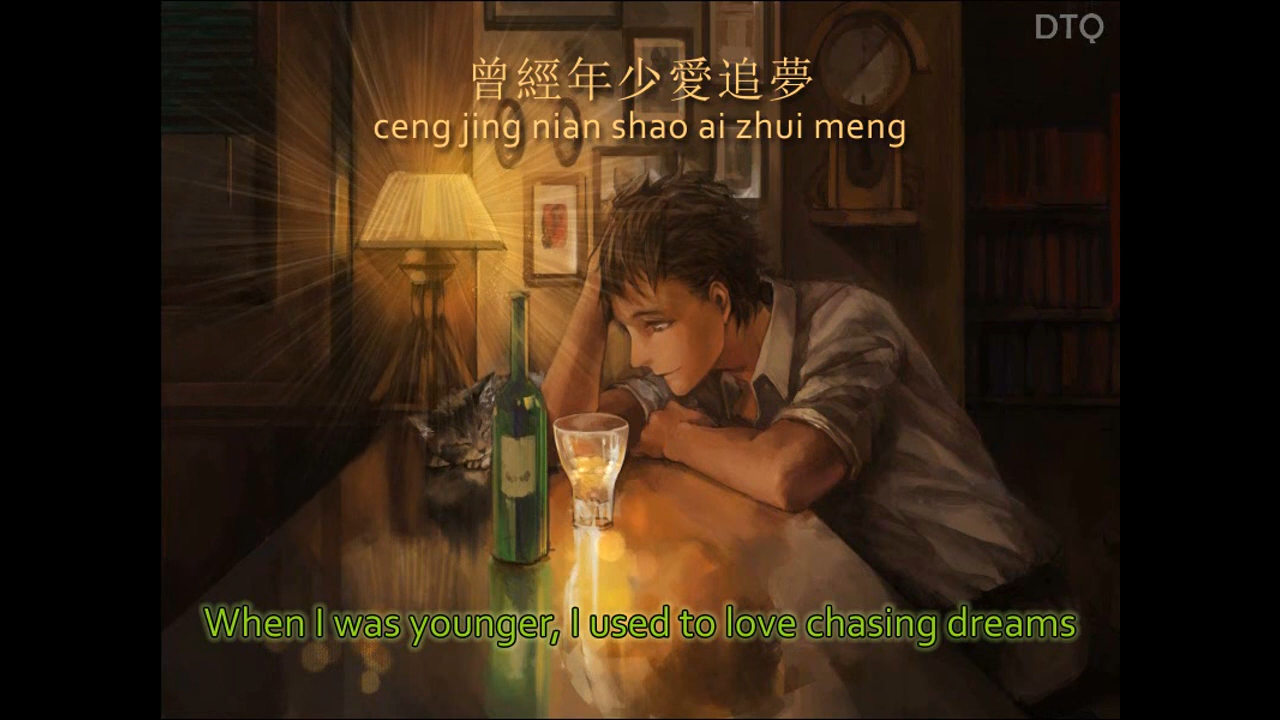 DTQ
曾經年少愛追夢
ceng jing nian shao ai zhui meng
When I was younger, I used to love chasing dreams